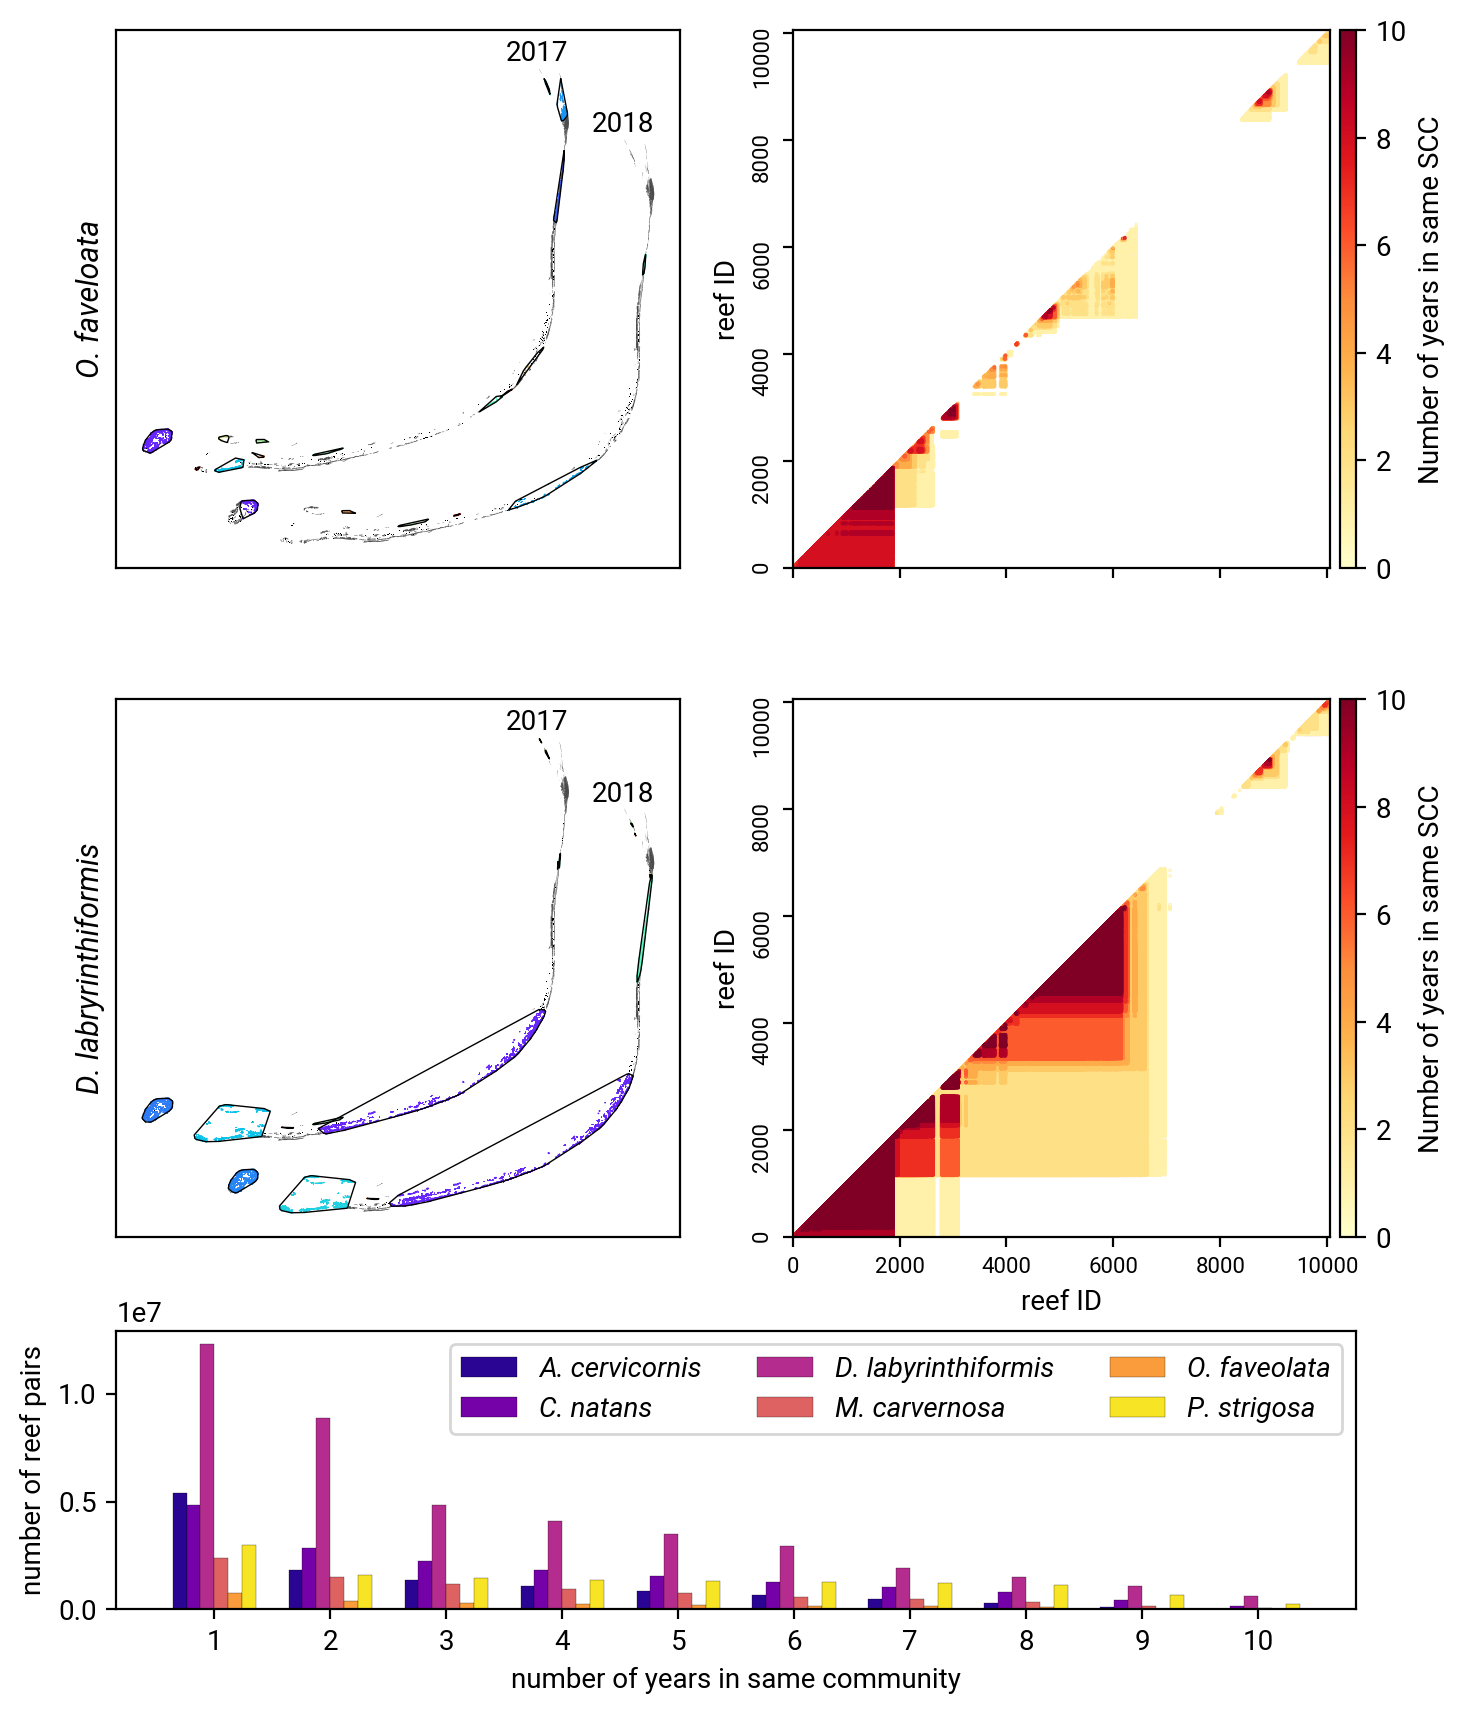 2017
2018
O. faveloata
10000
8000
6000
4000
2000
0
reef ID
10
8
6
4
2
0
Number of years in same SCC
2017
2018
D. labryrinthiformis
10000
8000
6000
4000
2000
0
reef ID
0 2000 4000 6000 8000 10000
reef ID
10
8
6
4
2
0
Number of years in same SCC
1e7
number of reef pairs
1.0
0.5
0.0
A. cervicornis D. labyrinthiformis O. faveolata
C. natans M. carvernosa P. strigosa
1 2 3 4 5 6 7 8 9 10
number of years in same community